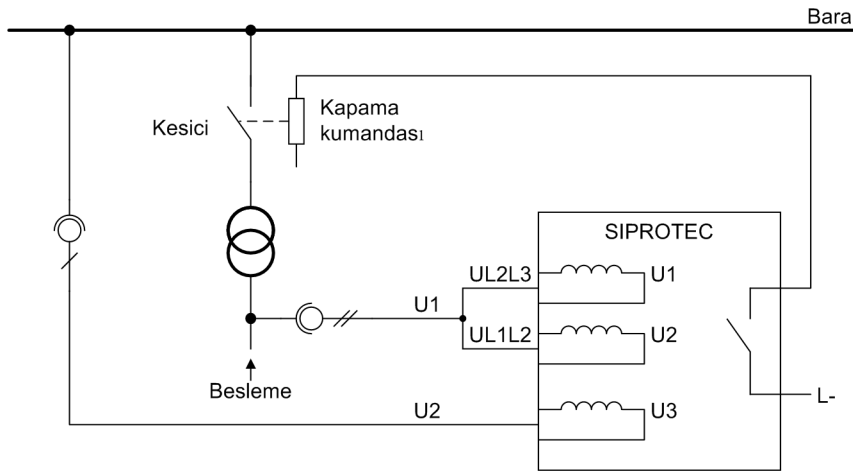 Bara
Kapama
kumandası
Kesici
SIPROTEC
UL2L3
U1
U1
UL1L2
U2
Besleme
U2
U3
L-